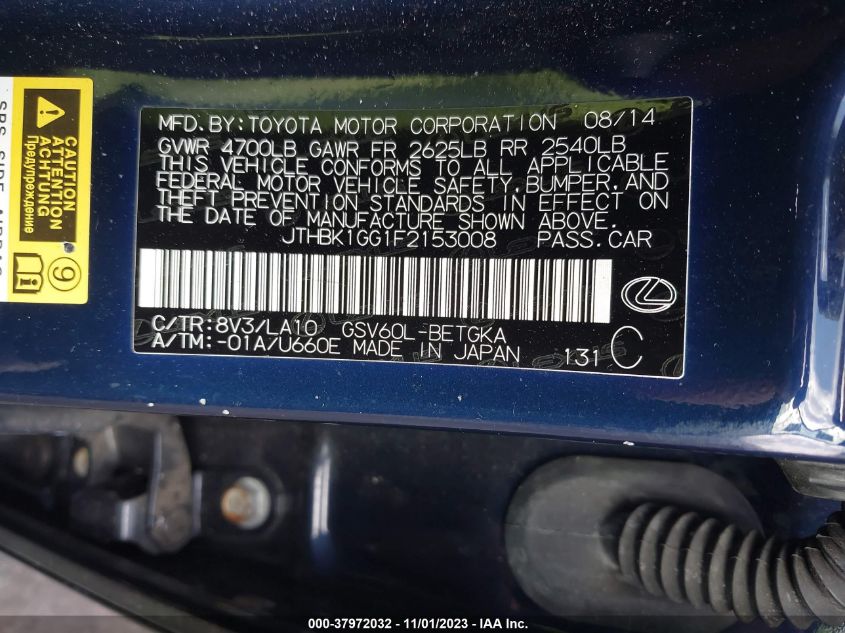 CAUTION
ATTENTION
ACHTUNG
Предупреждение
MFD.BY:TOYOTA MOTOR CORPORATION 08/14
GVWR 4700LB GAWR FR 2625LB RR 2540LB
THIS VEHICLE CONFORMS TO ALL APPLICABLE
FEDERAL MOTOR VEHICLE SAFETY,BUMPER,AND
THEFT PREVENTION STANDARDS IN EFFECT ON
THE DATE OF MANUFACTURE SHOWN ABOVE.
JTHBK1GG1F2153008 PASS.CAR
C/TR:8V3/LA10 GSV60L-BETGKA
A/TM:-01A/U660E MADE IN JAPAN 131 C
000-37972032 - 11/01/2023 - IAA Inc.